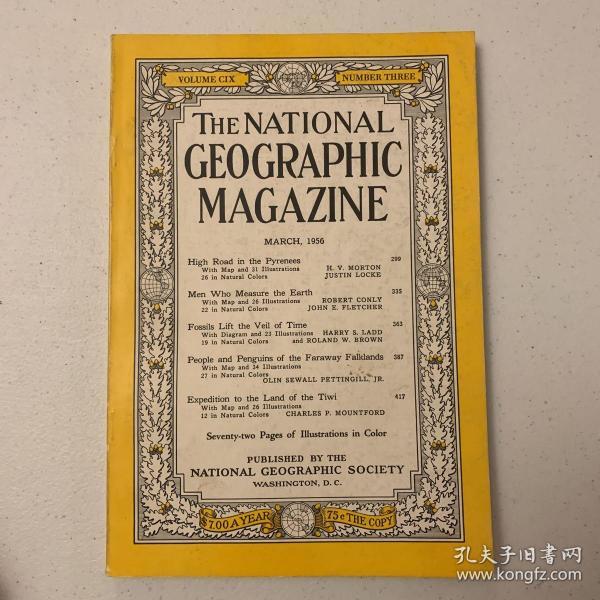 VOLUME CIX NUMBER THREE
THE NATIONAL
GEOGRAPHIC
MAGAZINE
MARCH, 1956
High Road in the Pyrenees 299
With Map and 31 Illustrations H. V. MORTON
26 in Natural Colors JUSTIN LOCKE
Men Who Measure the Earth 335
With Map and 26 Illustrations ROBERT CONLY
22 in Natural Colors JOHN E. FLETCHER
Fossils Lift the Veil of Time 363
With Diagram and 23 Illustrations HARRY S. LADD
19 in Natural Colors and ROLAND W. BROWN
People and Penguins of the Faraway Falklands 387
With Map and 34 Illustrations
27 in Natural Colors
OLIN SEWALL PETTINGILL, JR.
Expedition to the Land of the Tiwi 417
With Map and 26 Illustrations
12 in Natural Colors CHARLES P. MOUNTFORD
Seventy-two Pages of Illustrations in Color
PUBLISHED BY THE
NATIONAL GEOGRAPHIC SOCIETY
WASHINGTON, D. C.
$7.00 A YEAR 75¢ THE COPY
孔夫子旧书网
www.kongfz.com